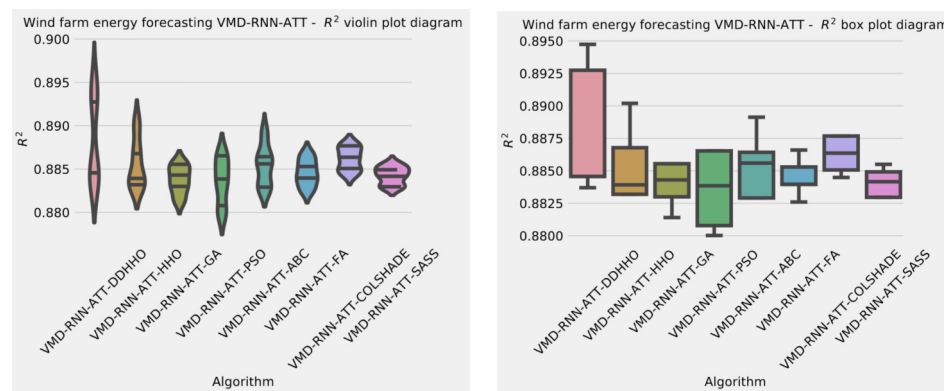 Wind farm energy forecasting VMD-RNN-ATT - R² violin plot diagram
0.900
0.895
0.890
0.885
0.880
R²
VMD-RNN-ATT-DDHHO
VMD-RNN-ATT-HHO
VMD-RNN-ATT-GA
VMD-RNN-ATT-PSO
VMD-RNN-ATT-ABC
VMD-RNN-ATT-FA
VMD-RNN-ATT-COLSHADE
VMD-RNN-ATT-SASS
Algorithm
Wind farm energy forecasting VMD-RNN-ATT - R² box plot diagram
0.8950
0.8925
0.8900
0.8875
0.8850
0.8825
0.8800
R²
VMD-RNN-ATT-DDHHO
VMD-RNN-ATT-HHO
VMD-RNN-ATT-GA
VMD-RNN-ATT-PSO
VMD-RNN-ATT-ABC
VMD-RNN-ATT-FA
VMD-RNN-ATT-COLSHADE
VMD-RNN-ATT-SASS
Algorithm